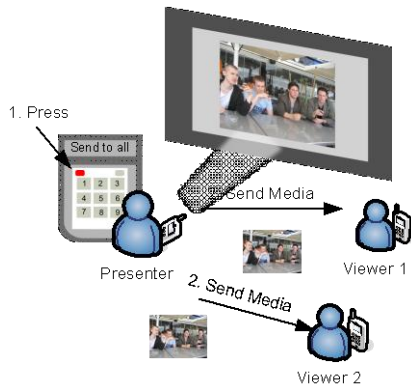 1. Press
Send to all
1 2 3
4 5 6
7 8 9
Send Media
Presenter
Viewer 1
2. Send Media
Viewer 2